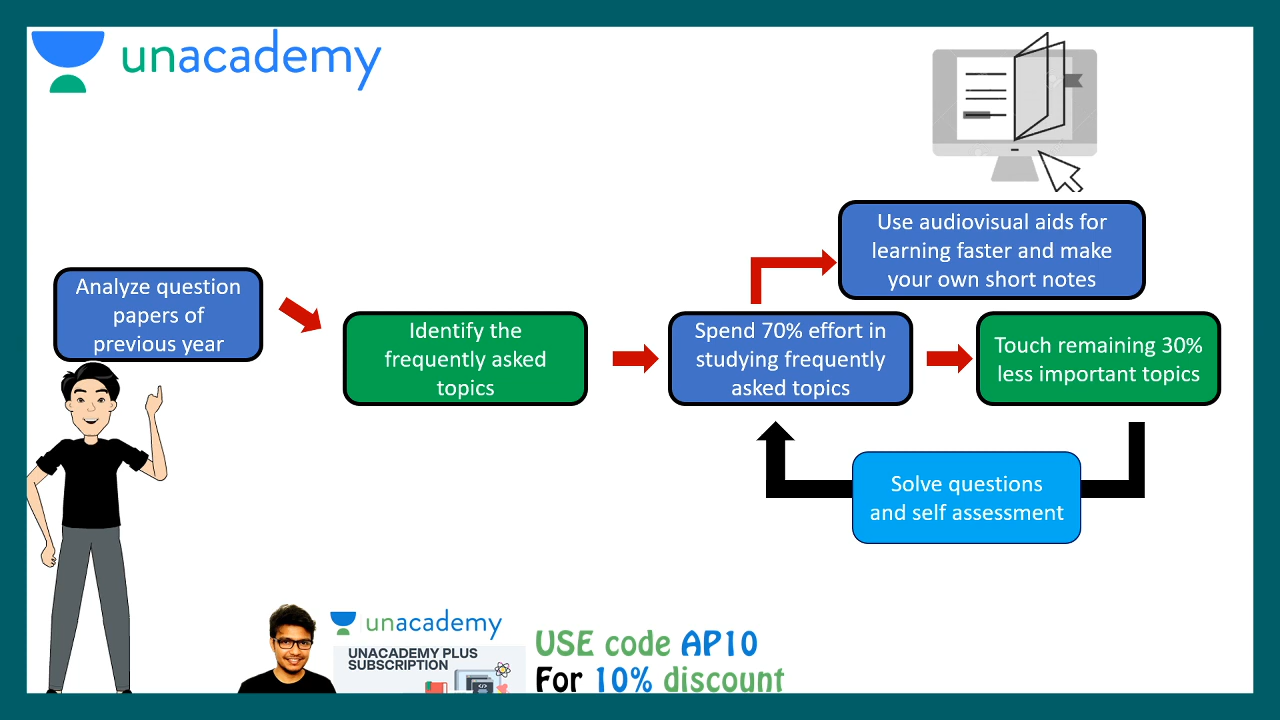 unacademy
Use audiovisual aids for
learning faster and make
your own short notes
Analyze question
papers of
previous year
Identify the
frequently asked
topics
Spend 70% effort in
studying frequently
asked topics
Touch remaining 30%
less important topics
Solve questions
and self assessment
unacademy
UNACADEMY PLUS
SUBSCRIPTION
USE code AP10
For 10% discount